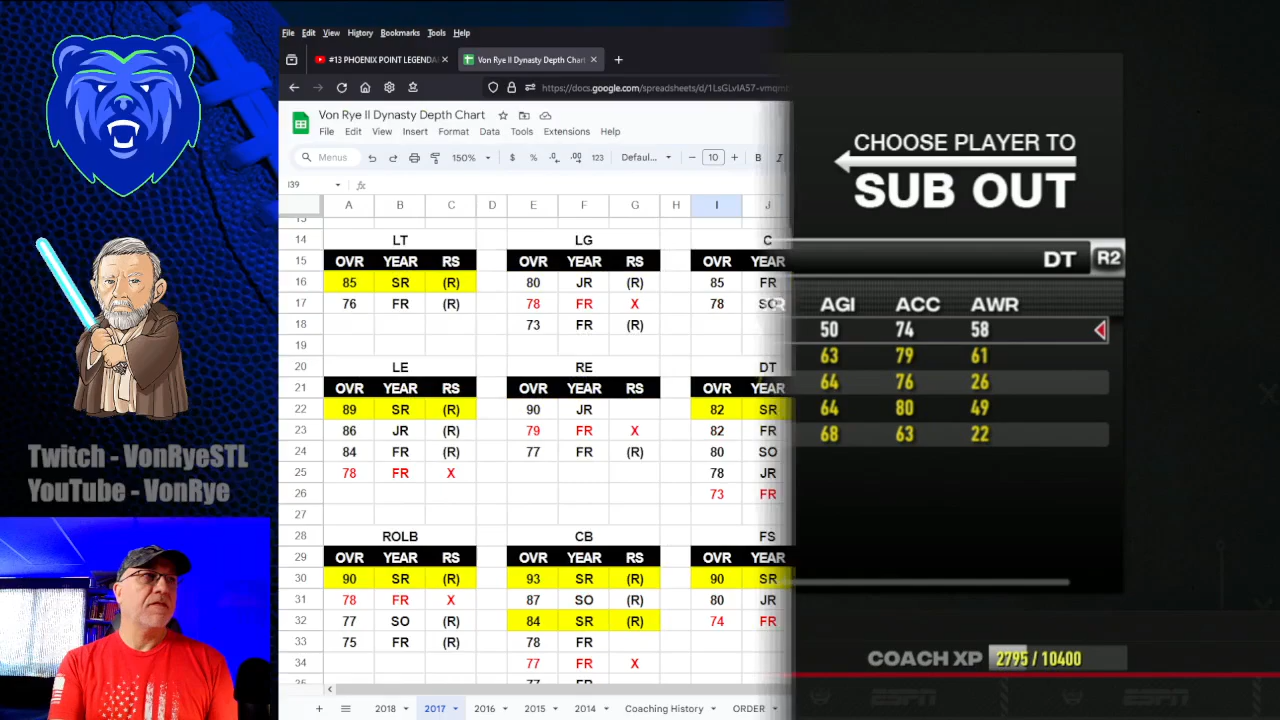 File Edit View History Bookmarks Tools Help
#13 PHOENIX POINT LEGENDA
Von Rye II Dynasty Depth Chart
https://docs.google.com/spreadsheets/d/1LsGLvIA57-vmqm
Von Rye II Dynasty Depth Chart
File Edit View Insert Format Data Tools Extensions Help
Menus 150% $ % .0 .00 123 Defaul... 10 B I
I39 fx
A B C D E F G H I J
14 LT LG C
15 OVR YEAR RS OVR YEAR RS OVR YEAR
16 85 SR (R) 80 JR (R) 85 FR
17 76 FR (R) 78 FR X 78 SO
18 73 FR (R)
19
20 LE RE DT
21 OVR YEAR RS OVR YEAR RS OVR YEAR
22 89 SR (R) 90 JR 82 SR
23 86 JR (R) 79 FR X 82 FR
24 84 FR (R) 77 FR (R) 80 SO
25 78 FR X 78 JR
26 73 FR
27
28 ROLB CB FS
29 OVR YEAR RS OVR YEAR RS OVR YEAR
30 90 SR (R) 93 SR (R) 90 SR
31 78 FR X 87 SO (R) 80 JR
32 77 SO (R) 84 SR (R) 74 FR
33 75 FR (R) 78 FR
34 77 FR X
77 FR
2018 2017 2016 2015 2014 Coaching History ORDER
CHOOSE PLAYER TO
SUB OUT
DT R2
R AGI ACC AWR
50 74 58
63 79 61
64 76 26
64 80 49
68 63 22
COACH XP 2795 / 10400
ESPN ESPN
Twitch - VonRyeSTL
YouTube - VonRye